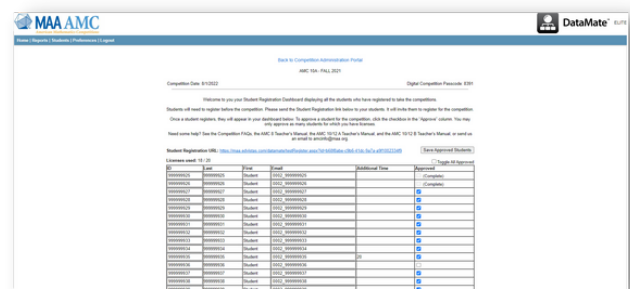 MAA AMC
American Mathematics Competitions
DataMate ELITE
Home | Reports | Students | Preferences | Logout
Back to Competition Administration Portal
AMC 10A - FALL 2021
Competition Date: 8/1/2022 Digital Competition Passcode: 8391
Welcome to you your Student Registration Dashboard displaying all the students who have registered to take the competitions.
Students will need to register before the competition. Please send the Student Registration link below to your students. It will invite them to register for the competition
Once a student registers, they will appear in your dashboard below. To approve a student for the competition, click the checkbox in the "Approve" column. You may
only approve as many students for which you have licenses.
Need some help? See the Competition FAQs, the AMC 8 Teacher's Manual, the AMC 10/12 A Teacher's Manual, and the AMC 10/12 B Teacher's Manual, or send us
an email to amcinfo@maa.org.
Student Registration URL: Save Approved Students
Licenses used: 18 / 20 Toggle All Approved
ID Last First Email Additional Time Approved
999999925 999999925 Student 0002_999999925 (Complete)
999999926 999999926 Student 0002_999999926 (Complete)
999999927 999999927 Student 0002_999999927
999999928 999999928 Student 0002_999999928
999999929 999999929 Student 0002_999999929
999999930 999999930 Student 0002_999999930
999999931 999999931 Student 0002_999999931
999999932 999999932 Student 0002_999999932
999999933 999999933 Student 0002_999999933
999999934 999999934 Student 0002_999999934
999999935 999999935 Student 0002_999999935 25
999999936 999999936 Student 0002_999999936
999999937 999999937 Student 0002_999999937
999999938 999999938 Student 0002_999999938